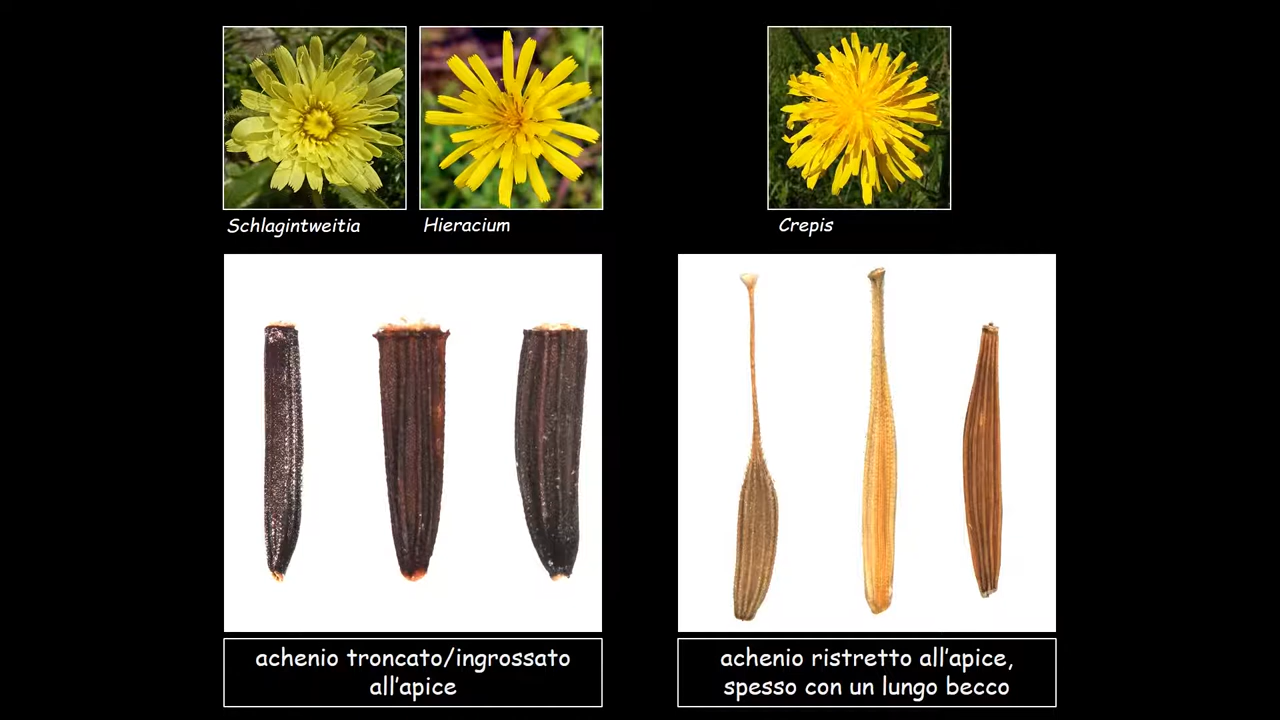 Schlagintweitia
Hieracium
Crepis
achenio troncato/ingrossato
all'apice
achenio ristretto all'apice,
spesso con un lungo becco